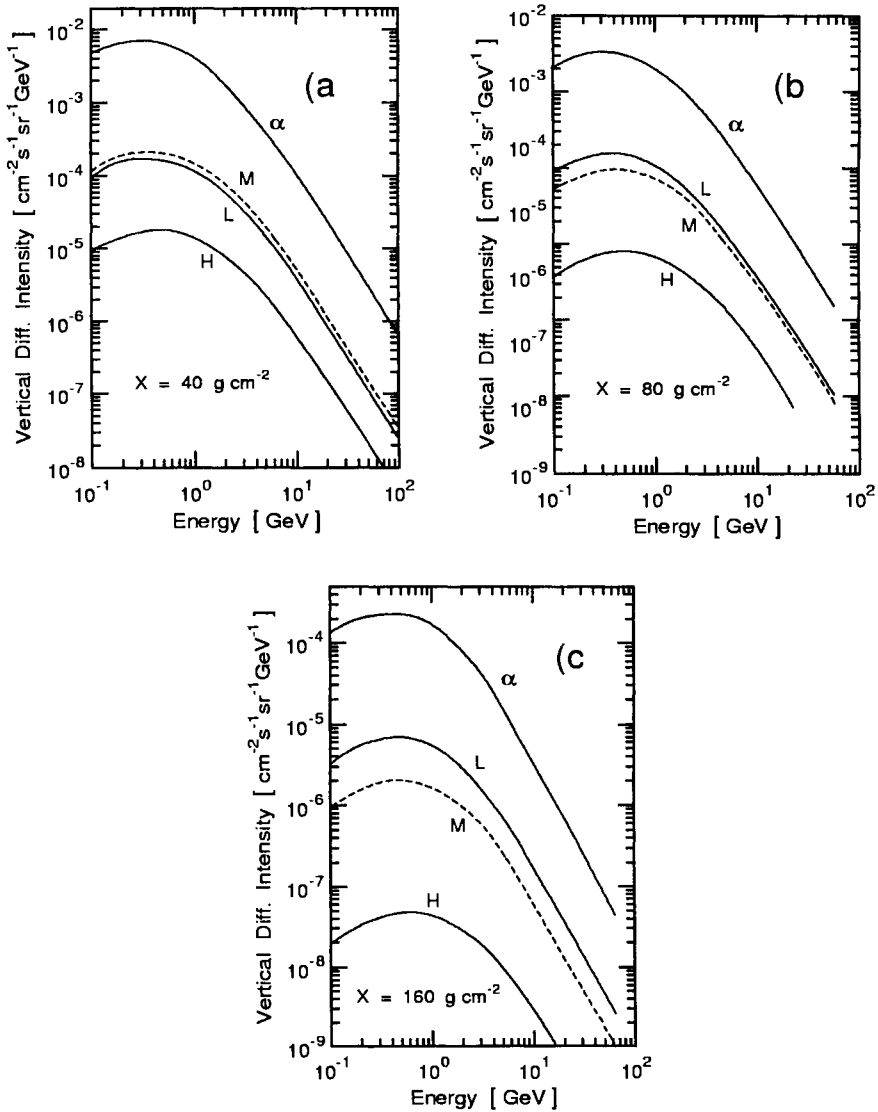 (a
Vertical Diff. Intensity [ cm-2s-1sr-1GeV-1 ]
10-2
10-3
10-4
10-5
10-6
10-7
10-8
α
M
L
H
X = 40 g cm-2
10-1 100 101 102
Energy [ GeV ]
(b
Vertical Diff. Intensity [ cm-2s-1sr-1GeV-1 ]
10-2
10-3
10-4
10-5
10-6
10-7
10-8
10-9
α
L
M
H
X = 80 g cm-2
10-1 100 101 102
Energy [ GeV ]
(c
Vertical Diff. Intensity [ cm-2s-1sr-1GeV-1 ]
10-4
10-5
10-6
10-7
10-8
10-9
α
L
M
H
X = 160 g cm-2
10-1 100 101 102
Energy [ GeV ]